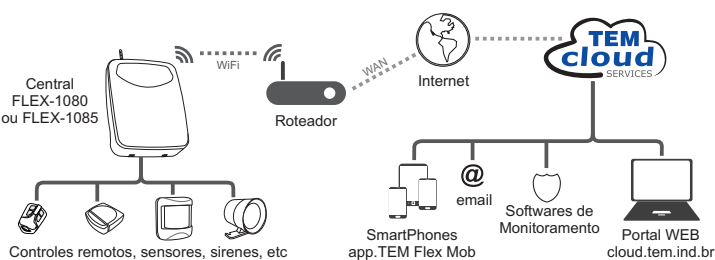 Central
FLEX-1080
ou FLEX-1085
WiFi
Roteador
WAN
Internet
TEM
cloud
SERVICES
Controles remotos, sensores, sirenes, etc
SmartPhones
app.TEM Flex Mob
@
email
Softwares de
Monitoramento
Portal WEB
cloud.tem.ind.br